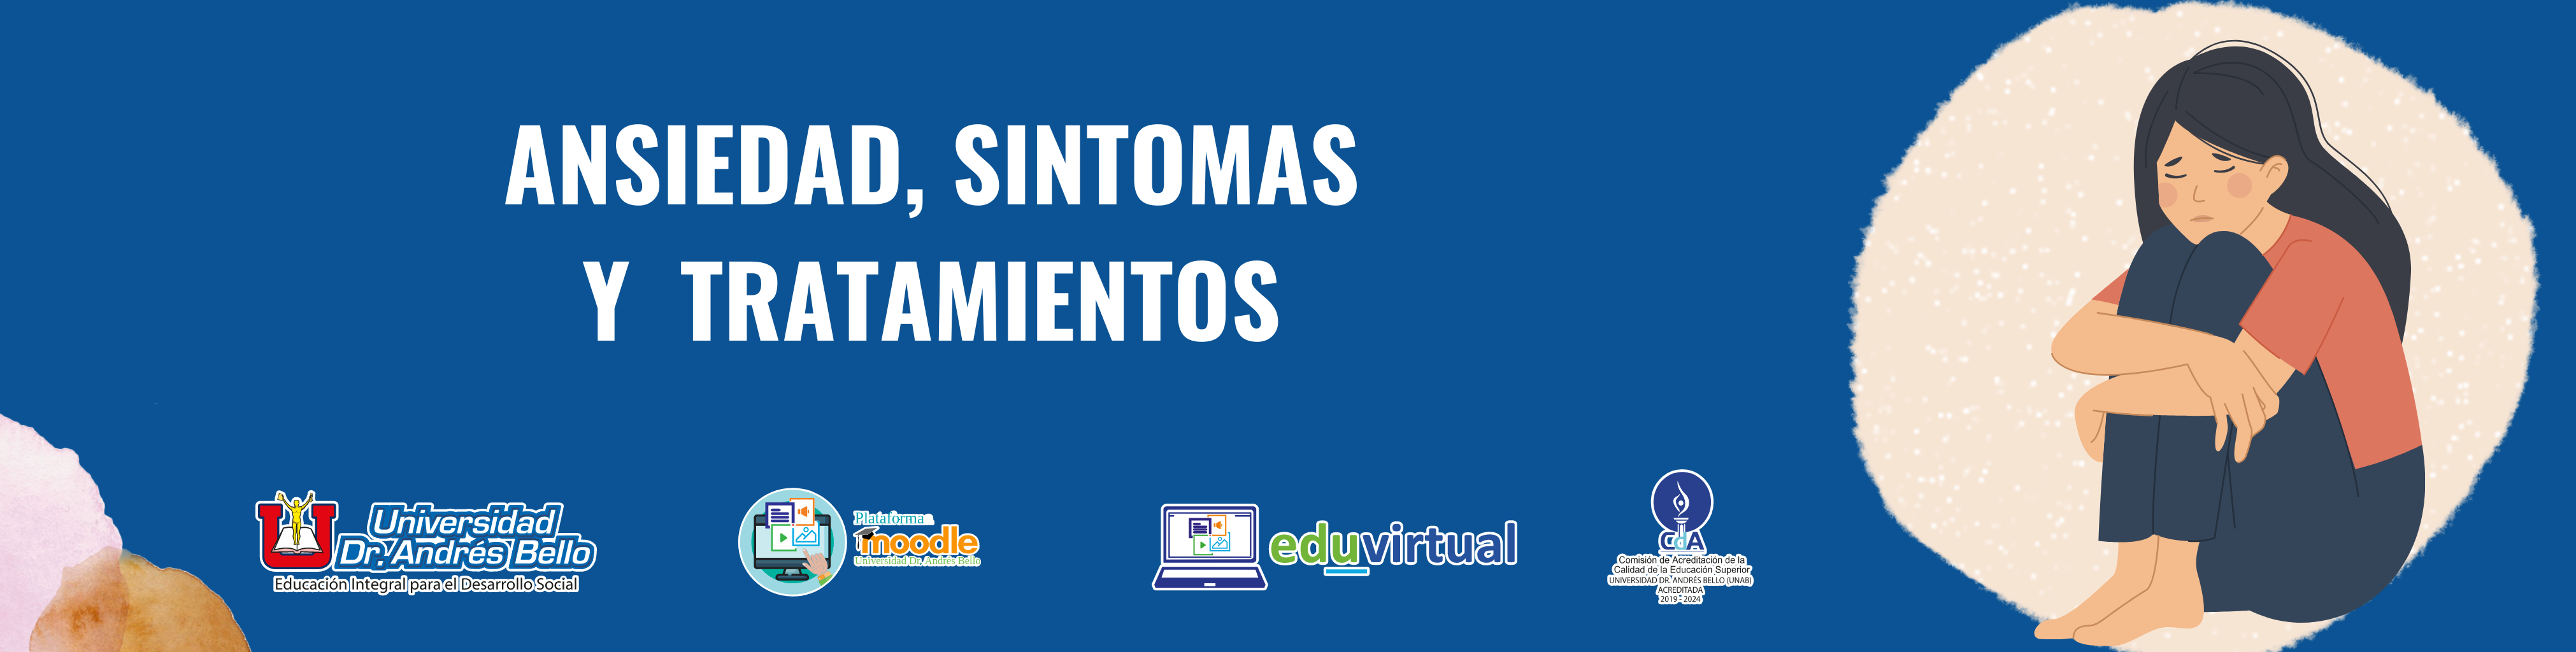 ANSIEDAD, SINTOMAS
Y TRATAMIENTOS
Universidad
Dr. Andrés Bello
Educación Integral para el Desarrollo Social
Plataforma
moodle
Universidad Dr. Andrés Bello
eduvirtual
CdA
Comisión de Acreditación de la
Calidad de la Educación Superior
UNIVERSIDAD DR. ANDRÉS BELLO (UNAB)
ACREDITADA
2019 - 2024